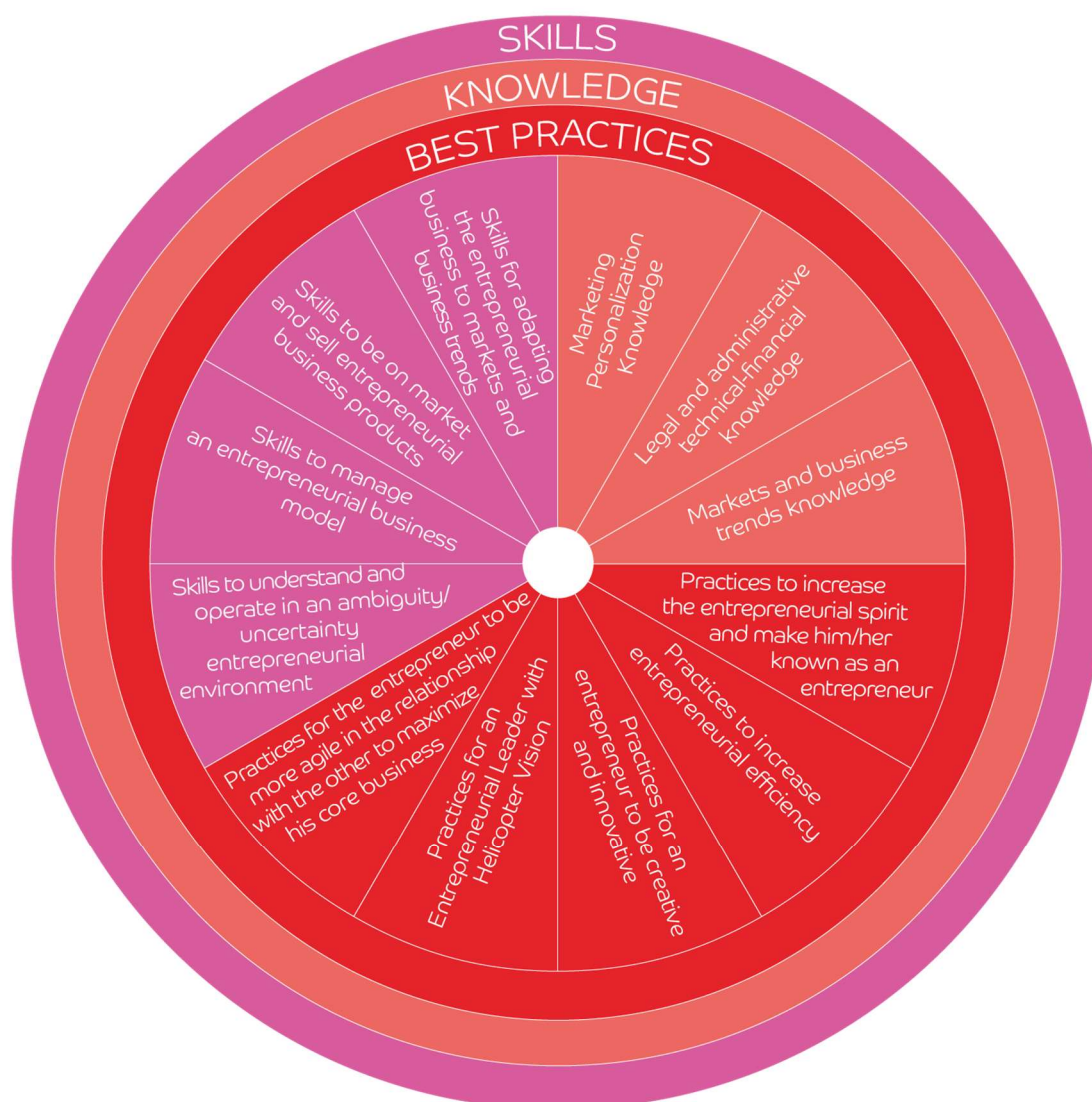 SKILLS
KNOWLEDGE
BEST PRACTICES
Marketing
Personalization
Knowledge
Legal and administrative
technical-financial
knowledge
Markets and business
trends knowledge
Practices to increase
the entrepreneurial spirit
and make him/her
known as an
entrepreneur
Practices to increase
entrepreneurial efficiency
Practices for an
entrepreneur to be creative
and innovative
Practices for an
Entrepreneurial Leader with
Helicopter Vision
Practices for the entrepreneur to be
more agile in the relationship
with the other to maximize
his core business
Skills to understand and
operate in an ambiguity/
uncertainty
entrepreneurial
environment
Skills to manage
an entrepreneurial business
model
Skills to be on market
and sell entrepreneurial
business products
Skills for adapting
the entrepreneurial
business to markets and
business trends